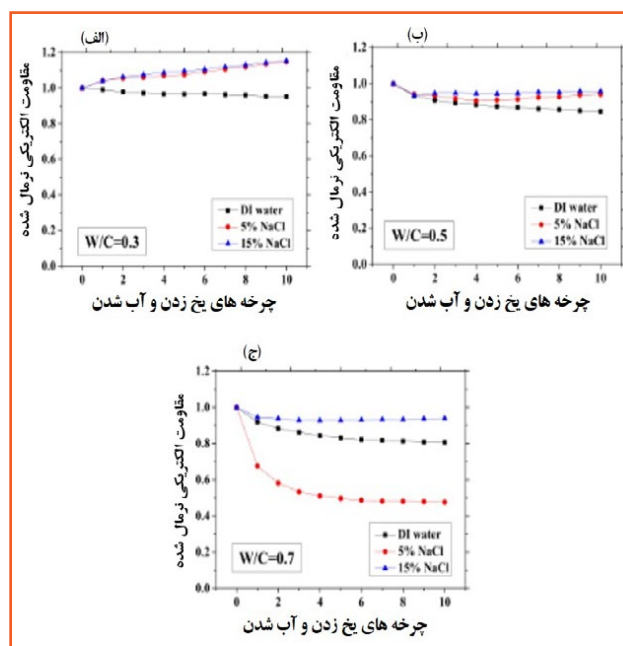 (الف)
مقاومت الکتریکی نرمال شده
1.2
1.0
0.8
0.6
0.4
0.2
0.0
DI water
5% NaCl
15% NaCl
W/C=0.3
0 2 4 6 8 10
چرخه های یخ زدن و آب شدن
(ب)
مقاومت الکتریکی نرمال شده
1.2
1.0
0.8
0.6
0.4
0.2
0.0
DI water
5% NaCl
15% NaCl
W/C=0.5
0 2 4 6 8 10
چرخه های یخ زدن و آب شدن
(ج)
مقاومت الکتریکی نرمال شده
1.2
1.0
0.8
0.6
0.4
0.2
0.0
DI water
5% NaCl
15% NaCl
W/C=0.7
0 2 4 6 8 10
چرخه های یخ زدن و آب شدن